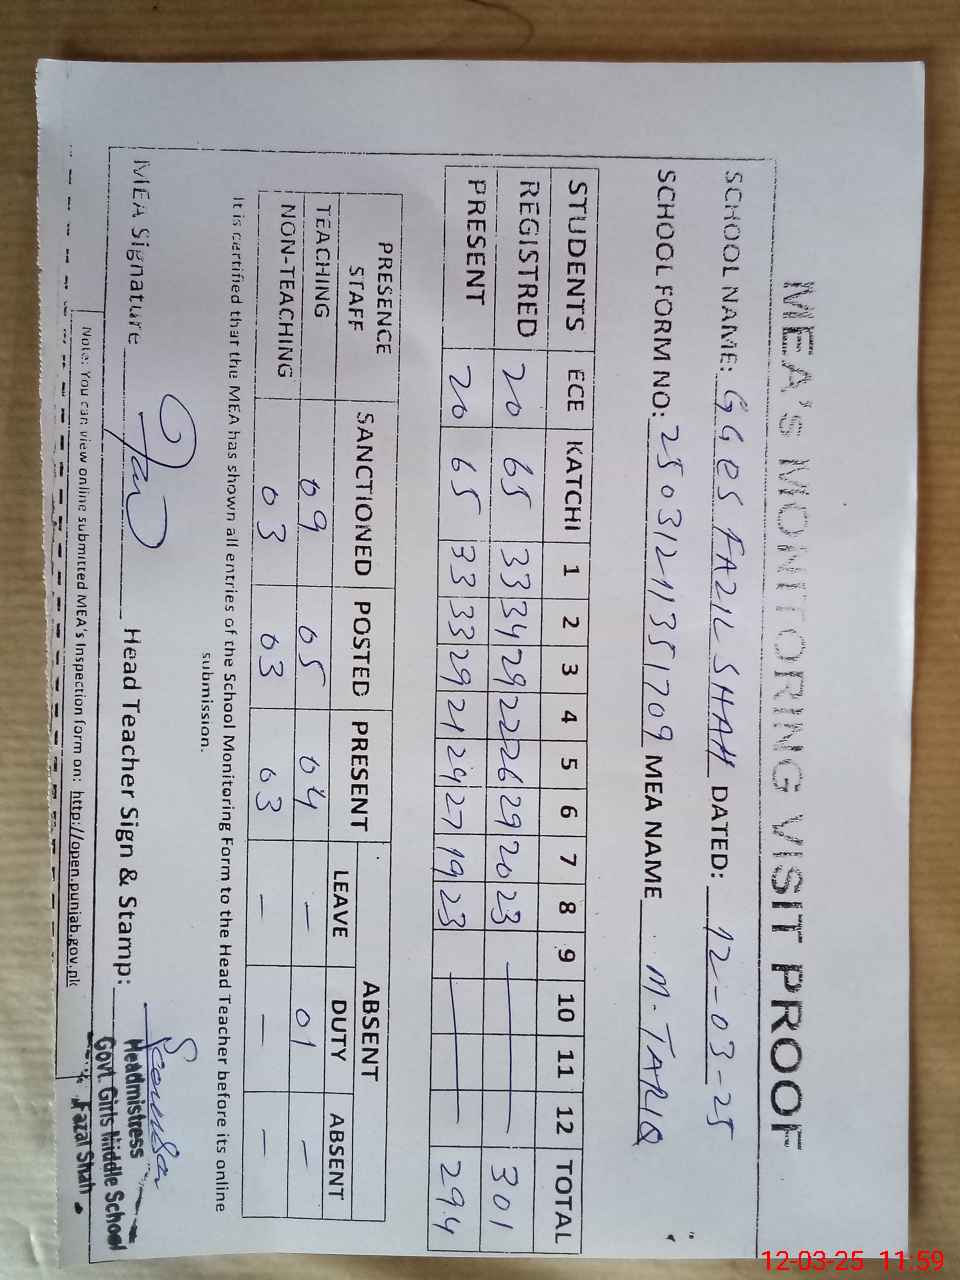 MEA'S MONITORING VISIT PROOF
SCHOOL NAME: GGES FAZIL SHAH DATED: 12-03-25
SCHOOL FORM NO: 25031211351709 MEA NAME M. TARIQ
STUDENTS ECE KATCHI 1 2 3 4 5 6 7 8 9 10 11 12 TOTAL
REGISTRED 20 65 33 34 29 22 26 29 20 23 — 301
PRESENT 20 65 33 33 29 21 24 27 19 23 — 294
PRESENCE STAFF SANCTIONED POSTED PRESENT ABSENT
LEAVE DUTY ABSENT
TEACHING 09 05 04 — 01 —
NON-TEACHING 03 03 03 — — —
It is certified that the MEA has shown all entries of the School Monitoring Form to the Head Teacher before its online
submission.
MEA Signature Head Teacher Sign & Stamp:
Headmistress
Govt. Girls Middle School
Fazal Shah
Note: You can view online submitted MEA's Inspection form on: http://open.punjab.gov.pk
12-03-25 11:59